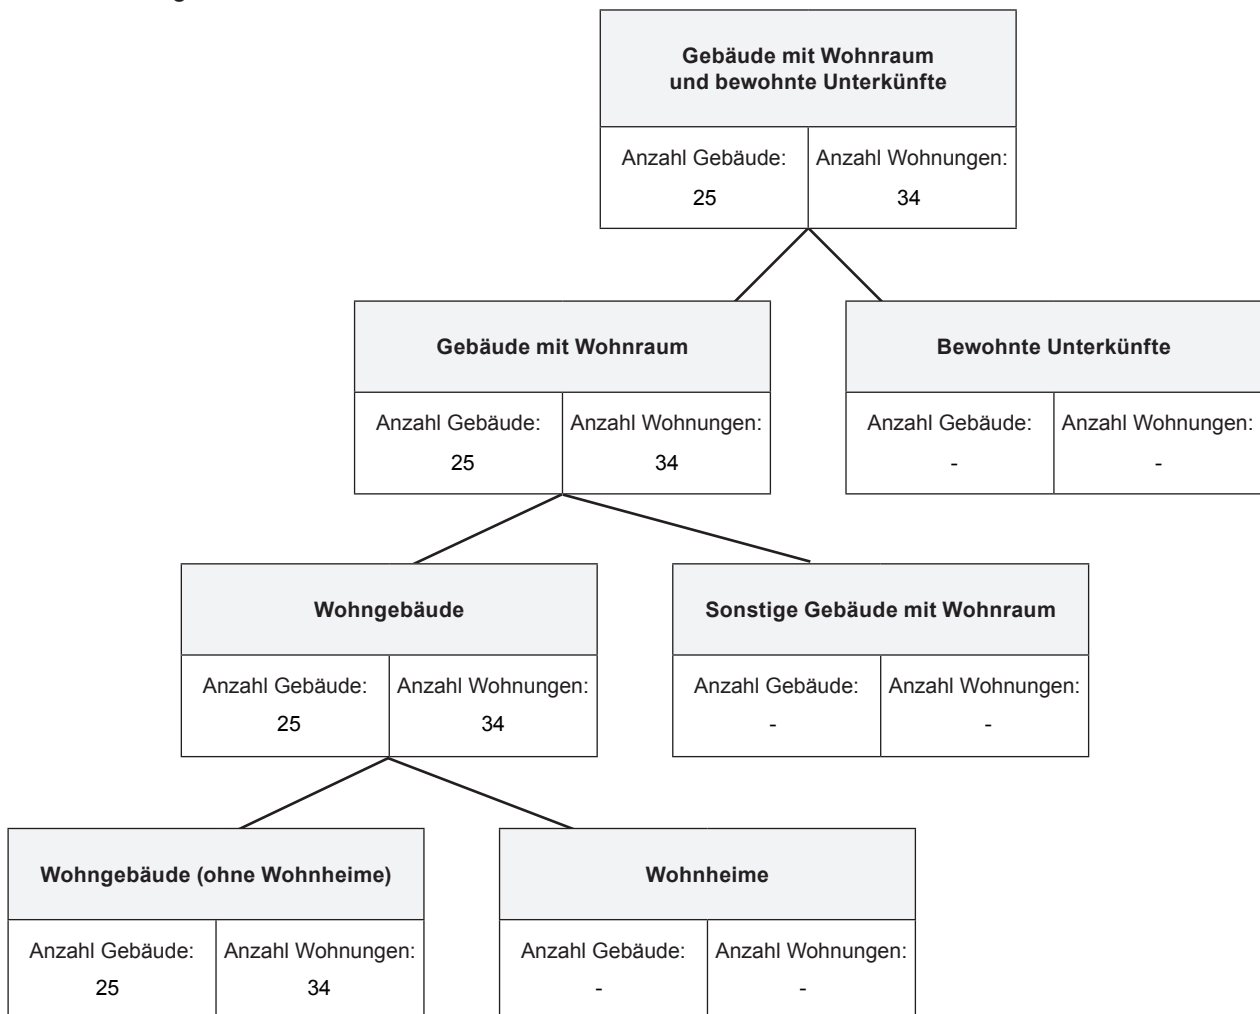 Gebäude mit Wohnraum
und bewohnte Unterkünfte
Anzahl Gebäude: Anzahl Wohnungen:
25 34
Gebäude mit Wohnraum Bewohnte Unterkünfte
Anzahl Gebäude: Anzahl Wohnungen: Anzahl Gebäude: Anzahl Wohnungen:
25 34 - -
Wohngebäude Sonstige Gebäude mit Wohnraum
Anzahl Gebäude: Anzahl Wohnungen: Anzahl Gebäude: Anzahl Wohnungen:
25 34 - -
Wohngebäude (ohne Wohnheime) Wohnheime
Anzahl Gebäude: Anzahl Wohnungen: Anzahl Gebäude: Anzahl Wohnungen:
25 34 - -